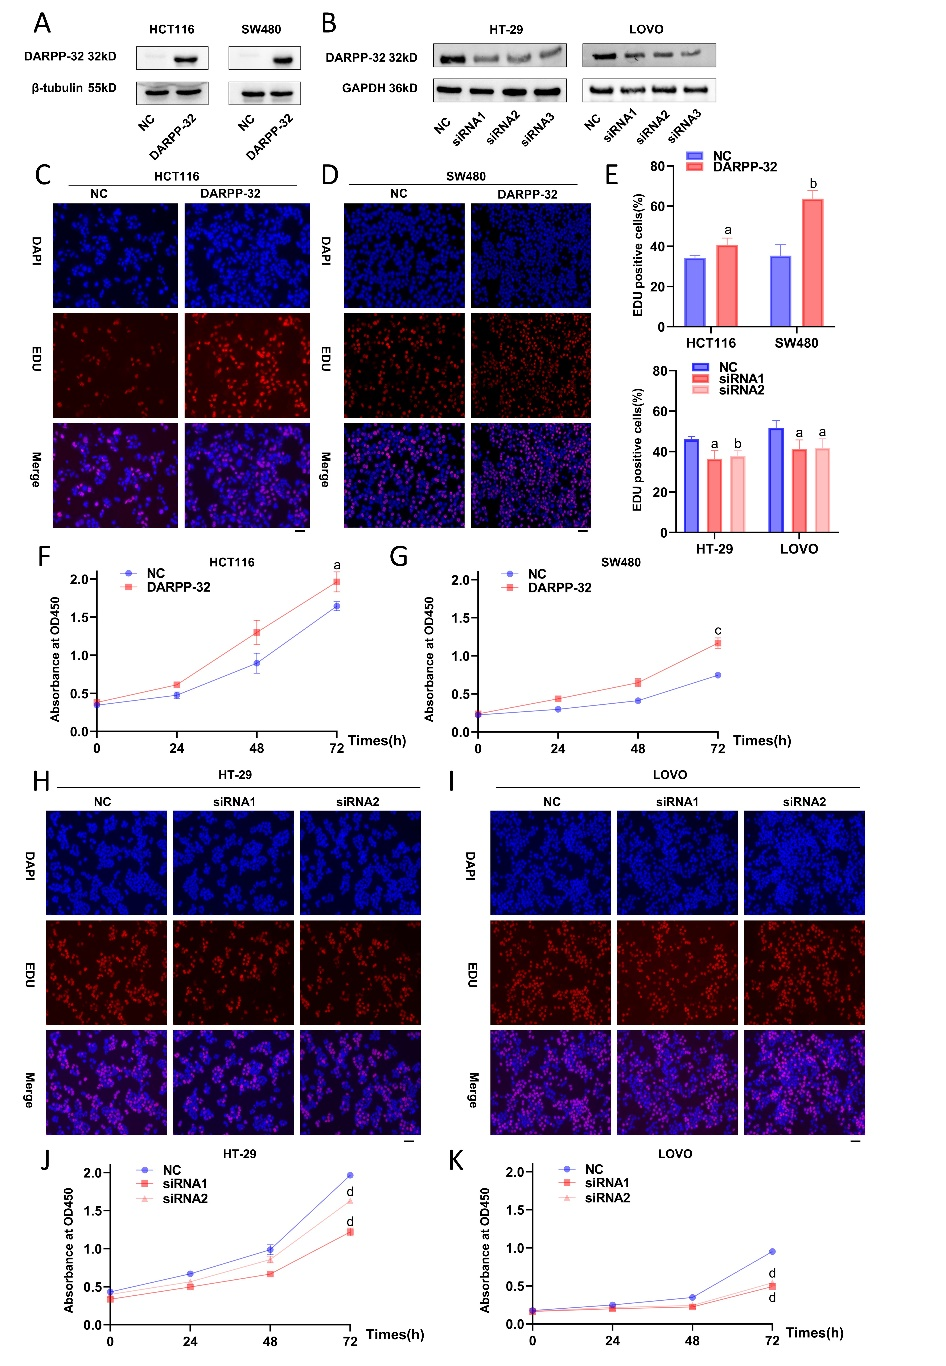 A
HCT116
SW480
DARPP-32 32kD
β-tubulin 55kD
NC
DARPP-32
NC
DARPP-32
B
HT-29
LOVO
DARPP-32 32kD
GAPDH 36kD
NC
siRNA1
siRNA2
siRNA3
NC
siRNA1
siRNA2
siRNA3
C
HCT116
NC
DARPP-32
DAPI
EDU
Merge
D
SW480
NC
DARPP-32
DAPI
EDU
Merge
E
NC
DARPP-32
EDU positive cells(%)
80
60
40
20
0
a
b
HCT116
SW480
NC
siRNA1
siRNA2
EDU positive cells(%)
80
60
40
20
0
a
b
a
a
HT-29
LOVO
F
HCT116
NC
DARPP-32
Absorbance at OD450
2.0
1.5
1.0
0.5
0.0
a
0
24
48
72
Times(h)
G
SW480
NC
DARPP-32
Absorbance at OD450
2.0
1.5
1.0
0.5
0.0
c
0
24
48
72
Times(h)
H
HT-29
NC
siRNA1
siRNA2
DAPI
EDU
Merge
I
LOVO
NC
siRNA1
siRNA2
DAPI
EDU
Merge
J
HT-29
NC
siRNA1
siRNA2
Absorbance at OD450
2.0
1.5
1.0
0.5
0.0
d
d
0
24
48
72
Times(h)
K
LOVO
NC
siRNA1
siRNA2
Absorbance at OD450
2.0
1.5
1.0
0.5
0.0
d
d
0
24
48
72
Times(h)